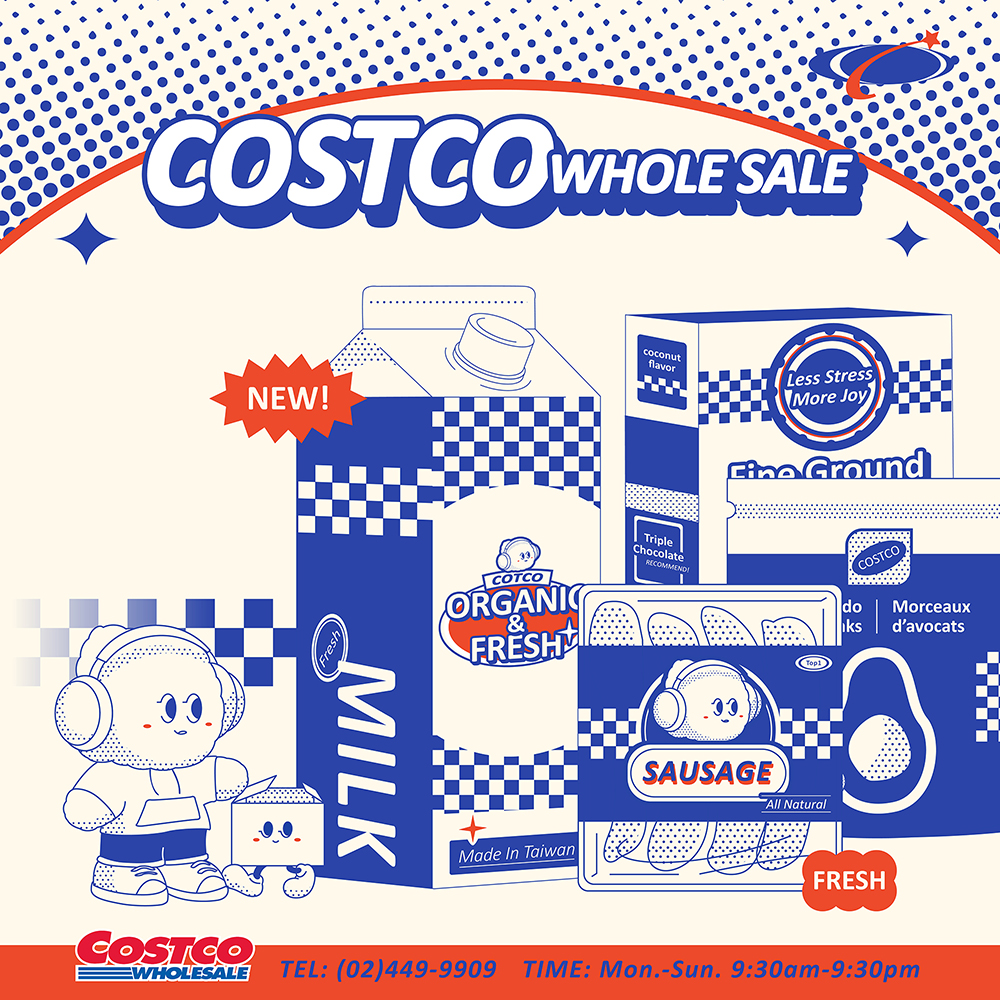 COSTCO WHOLE SALE
NEW!
coconut
flavor
Less Stress
More Joy
Fine Ground
Triple
Chocolate
RECOMMEND!
COSTCO
do
ks
Morceaux
d'avocats
COTCO
ORGANIC
&
FRESH
Fresh
MILK
Made In Taiwan
Top1
SAUSAGE
All Natural
FRESH
COSTCO
WHOLESALE
TEL: (02)449-9909 TIME: Mon.-Sun. 9:30am-9:30pm